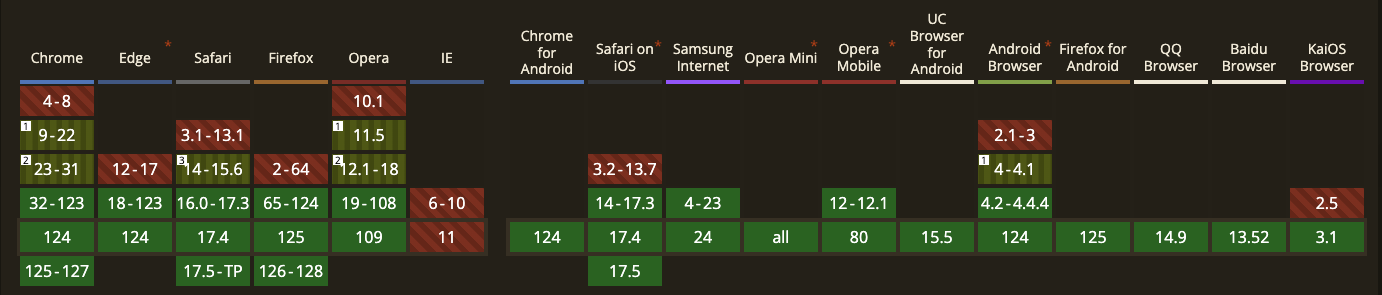 Chrome
Edge *
Safari
Firefox
Opera
IE
Chrome
for
Android
Safari on *
iOS
Samsung
Internet
Opera Mini *
Opera *
Mobile
UC
Browser
for
Android
Android *
Browser
Firefox for
Android
QQ
Browser
Baidu
Browser
KaiOS
Browser
4-8 10.1
1 9-22 3.1-13.1 1 11.5 2.1-3
2 23-31 12-17 3 14-15.6 2-64 2 12.1-18 3.2-13.7 1 4-4.1
32-123 18-123 16.0-17.3 65-124 19-108 6-10 14-17.3 4-23 12-12.1 4.2-4.4.4 2.5
124 124 17.4 125 109 11 124 17.4 24 all 80 15.5 124 125 14.9 13.52 3.1
125-127 17.5-TP 126-128 17.5